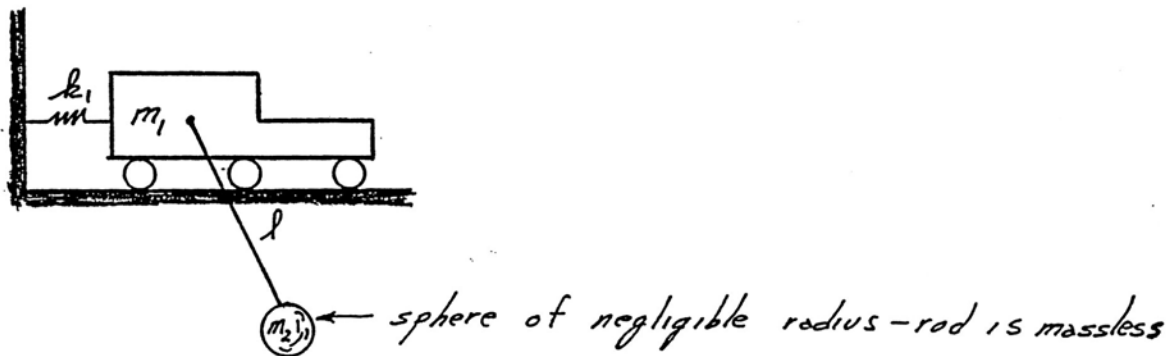 k₁
m₁
l
m₂ ← sphere of negligible radius – rod is massless